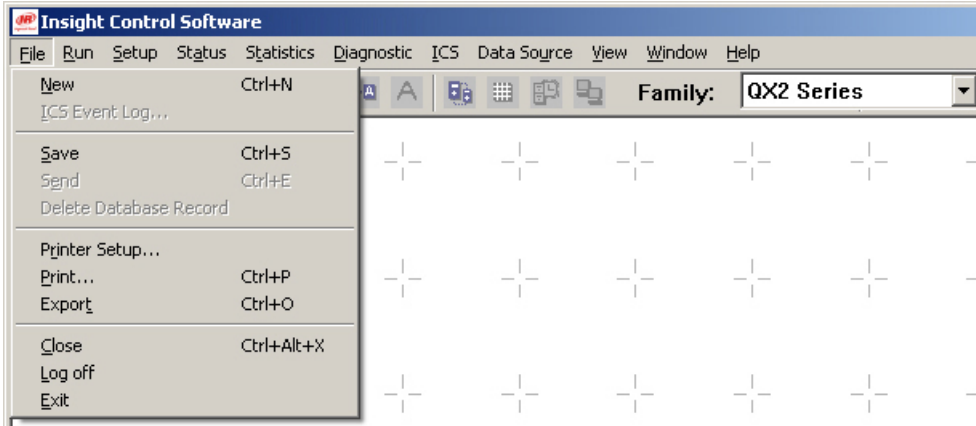 Insight Control Software
File Run Setup Status Statistics Diagnostic ICS Data Source View Window Help
New Ctrl+N
ICS Event Log...
Family: QX2 Series
Save Ctrl+S
Send Ctrl+E
Delete Database Record
Printer Setup...
Print... Ctrl+P
Export Ctrl+O
Close Ctrl+Alt+X
Log off
Exit